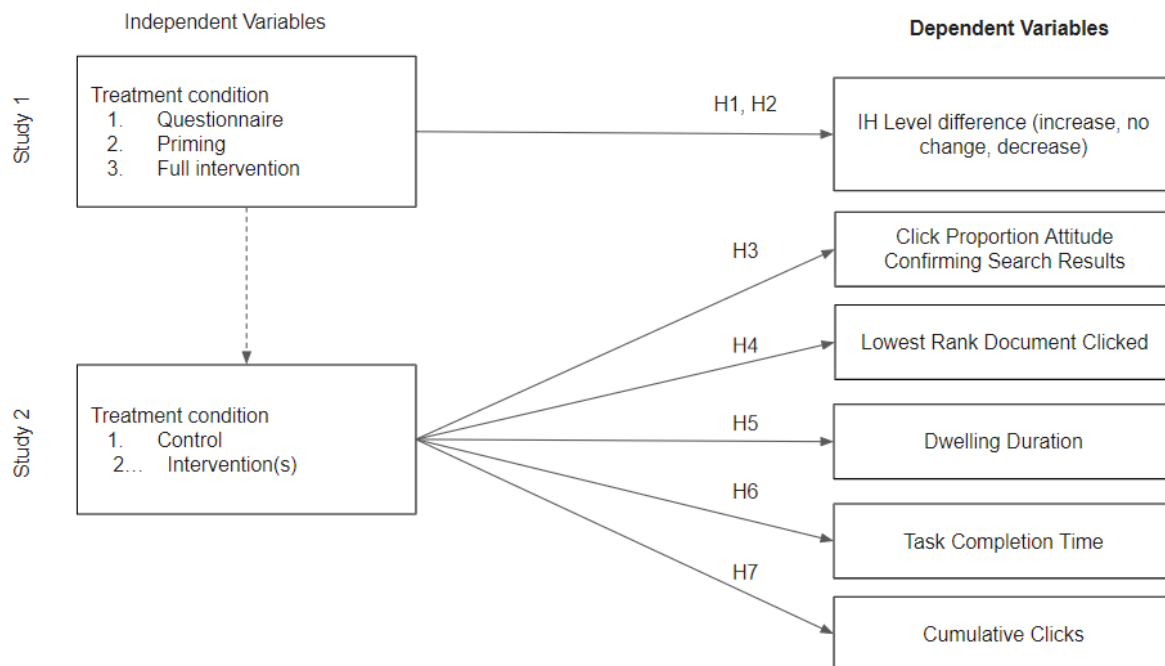 Independent Variables
Dependent Variables
Study 1
Treatment condition
1. Questionnaire
2. Priming
3. Full intervention
H1, H2
IH Level difference (increase, no
change, decrease)
H3
Click Proportion Attitude
Confirming Search Results
H4
Lowest Rank Document Clicked
Study 2
Treatment condition
1. Control
2... Intervention(s)
H5
Dwelling Duration
H6
Task Completion Time
H7
Cumulative Clicks